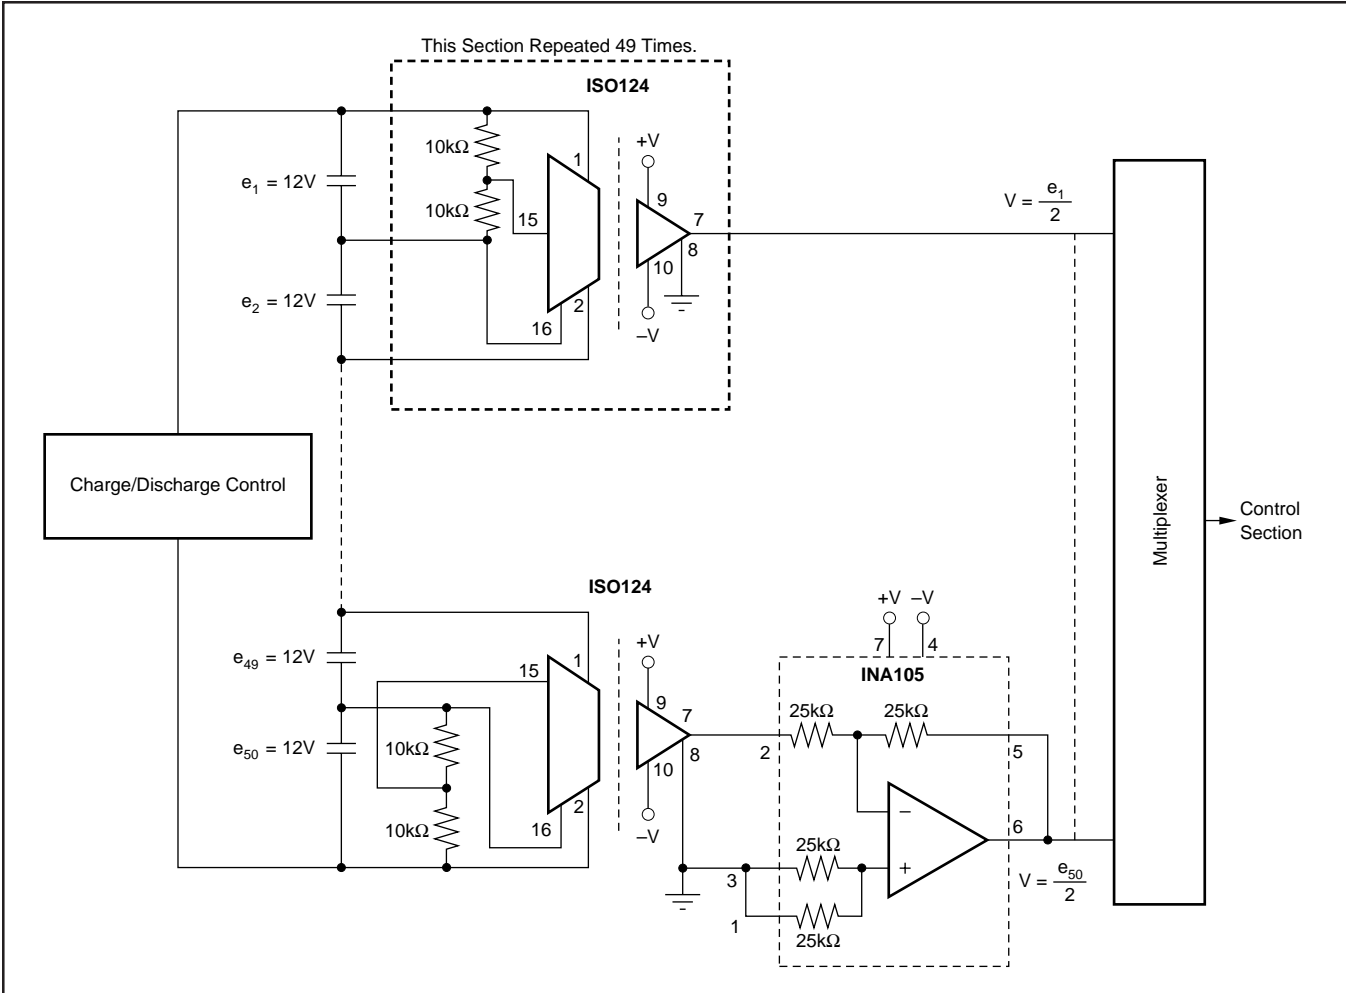 This Section Repeated 49 Times.
ISO124
+V
10kΩ
1
9
e1 = 12V
10kΩ
15
7
8
10
V = e1/2
e2 = 12V
2
16
–V
Charge/Discharge Control
Multiplexer
Control
Section
ISO124
+V –V
7 4
+V
INA105
e49 = 12V
15
1
9
7
25kΩ 25kΩ
e50 = 12V
10kΩ
8
2
5
10
2
10kΩ
16
–V
–
6
25kΩ
+
3
V = e50/2
1
25kΩ